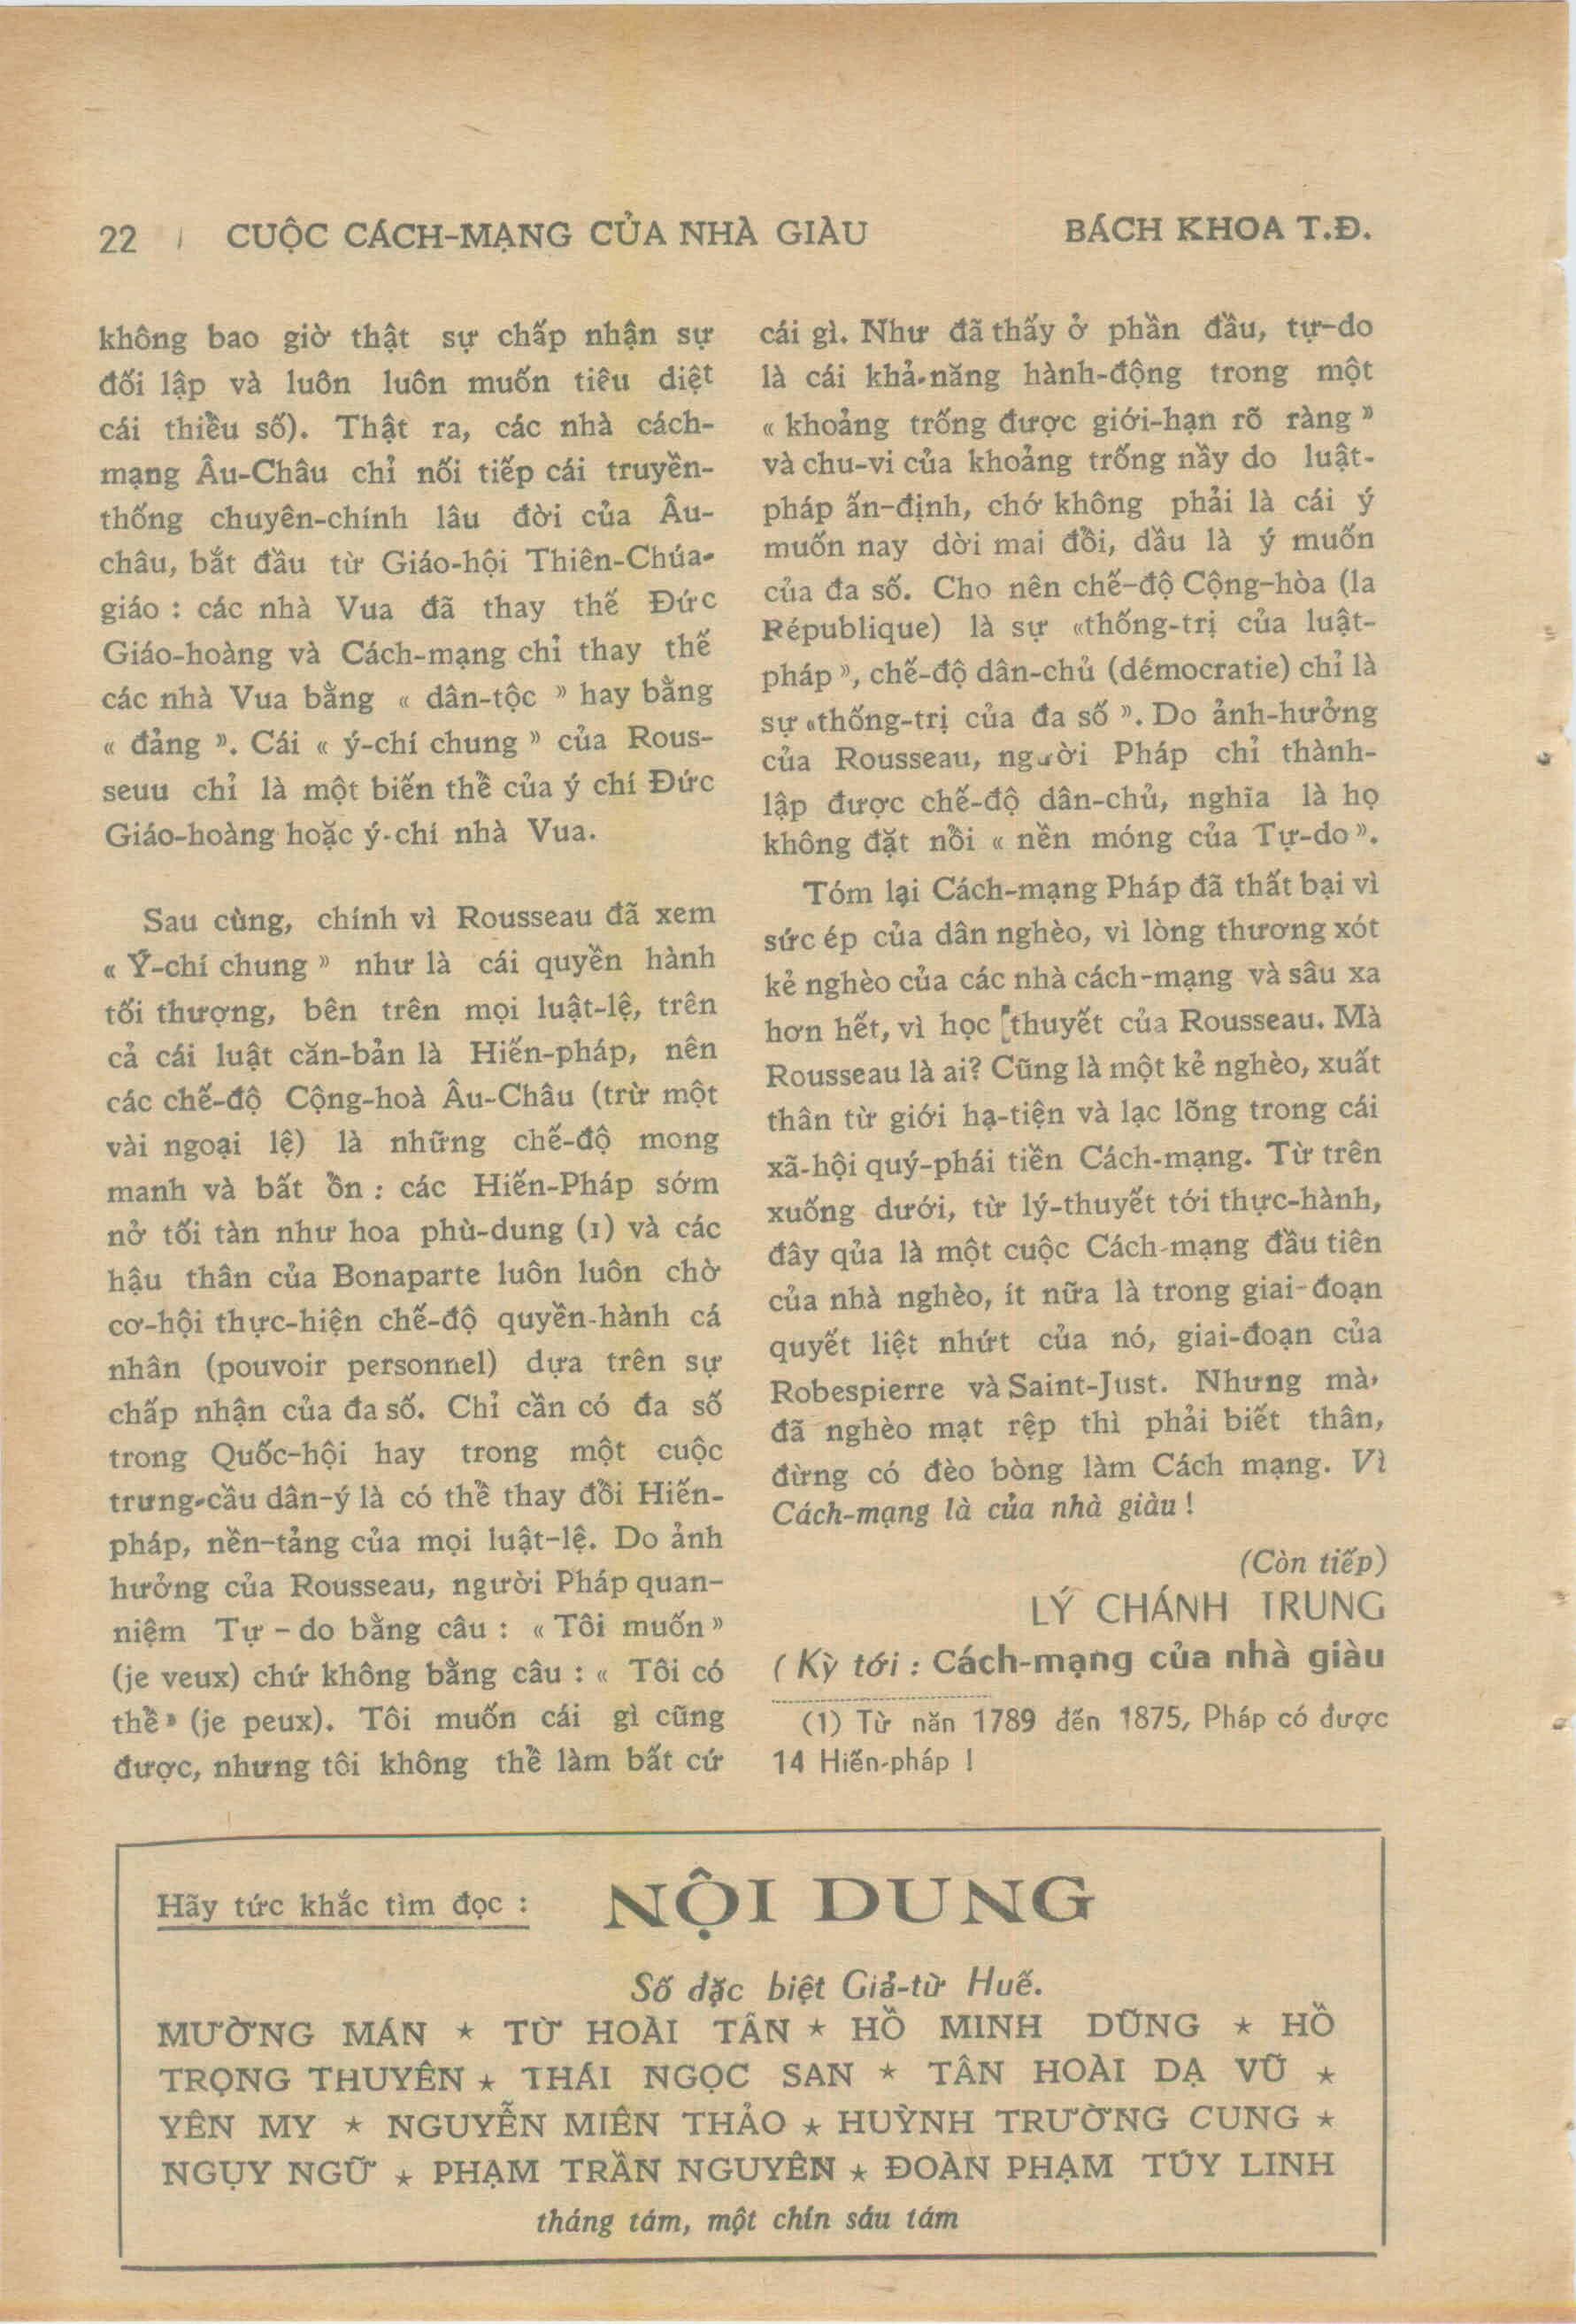 22 / CUỘC CÁCH-MẠNG CỦA NHÀ GIÀU BÁCH KHOA T.Đ.
không bao giờ thật sự chấp nhận sự
đối lập và luôn luôn muốn tiêu diệt
cái thiểu số). Thật ra, các nhà cách-
mạng Âu-Châu chỉ nối tiếp cái truyền-
thống chuyên-chính lâu đời của Âu-
châu, bắt đầu từ Giáo-hội Thiên-Chúa-
giáo : các nhà Vua đã thay thế Đức
Giáo-hoàng và Cách-mạng chỉ thay thế
các nhà Vua bằng « dân-tộc » hay bằng
« đảng ». Cái « ý-chí chung » của Rous-
seuu chỉ là một biến thể của ý chí Đức
Giáo-hoàng hoặc ý-chí nhà Vua.
Sau cùng, chính vì Rousseau đã xem
« Ý-chí chung » như là cái quyền hành
tối thượng, bên trên mọi luật-lệ, trên
cả cái luật căn-bản là Hiến-pháp, nên
các chế-độ Cộng-hoà Âu-Châu (trừ một
vài ngoại lệ) là những chế-độ mong
manh và bất ổn : các Hiến-Pháp sớm
nở tối tàn như hoa phù-dung (1) và các
hậu thân của Bonaparte luôn luôn chờ
cơ-hội thực-hiện chế-độ quyền-hành cá
nhân (pouvoir personnel) dựa trên sự
chấp nhận của đa số. Chỉ cần có đa số
trong Quốc-hội hay trong một cuộc
trưng-cầu dân-ý là có thể thay đổi Hiến-
pháp, nền-tảng của mọi luật-lệ. Do ảnh
hưởng của Rousseau, người Pháp quan-
niệm Tự - do bằng câu : « Tôi muốn »
(je veux) chứ không bằng câu : « Tôi có
thể » (je peux). Tôi muốn cái gì cũng
được, nhưng tôi không thể làm bất cứ
cái gì. Như đã thấy ở phần đầu, tự-do
là cái khả-năng hành-động trong một
« khoảng trống được giới-hạn rõ ràng »
và chu-vi của khoảng trống nầy do luật-
pháp ấn-định, chớ không phải là cái ý
muốn nay dời mai đổi, dầu là ý muốn
của đa số. Cho nên chế-độ Cộng-hòa (la
République) là sự «thống-trị của luật-
pháp », chế-độ dân-chủ (démocratie) chỉ là
sự «thống-trị của đa số ». Do ảnh-hưởng
của Rousseau, người Pháp chỉ thành-
lập được chế-độ dân-chủ, nghĩa là họ
không đặt nổi « nền móng của Tự-do ».
Tóm lại Cách-mạng Pháp đã thất bại vì
sức ép của dân nghèo, vì lòng thương xót
kẻ nghèo của các nhà cách-mạng và sâu xa
hơn hết, vì học thuyết của Rousseau. Mà
Rousseau là ai? Cũng là một kẻ nghèo, xuất
thân từ giới hạ-tiện và lạc lõng trong cái
xã-hội quý-phái tiền Cách-mạng. Từ trên
xuống dưới, từ lý-thuyết tới thực-hành,
đây qủa là một cuộc Cách-mạng đầu tiên
của nhà nghèo, ít nữa là trong giai-đoạn
quyết liệt nhứt của nó, giai-đoạn của
Robespierre và Saint-Just. Nhưng mà,
đã nghèo mạt rệp thì phải biết thân,
đừng có đèo bòng làm Cách mạng. Vì
Cách-mạng là của nhà giàu !
(Còn tiếp)
LÝ CHÁNH TRUNG
( Kỳ tới : Cách-mạng của nhà giàu
(1) Từ năn 1789 đến 1875, Pháp có được
14 Hiến-pháp !
Hãy tức khắc tìm đọc : NỘI DUNG
Số đặc biệt Giả-từ Huế.
MƯỜNG MÁN ★ TỪ HOÀI TẤN ★ HỒ MINH DŨNG ★ HỒ
TRỌNG THUYÊN ★ THÁI NGỌC SAN ★ TẦN HOÀI DẠ VŨ ★
YÊN MY ★ NGUYỄN MIÊN THẢO ★ HUỲNH TRƯỜNG CUNG ★
NGỤY NGỮ ★ PHẠM TRẦN NGUYÊN ★ ĐOÀN PHẠM TÚY LINH
tháng tám, một chín sáu tám